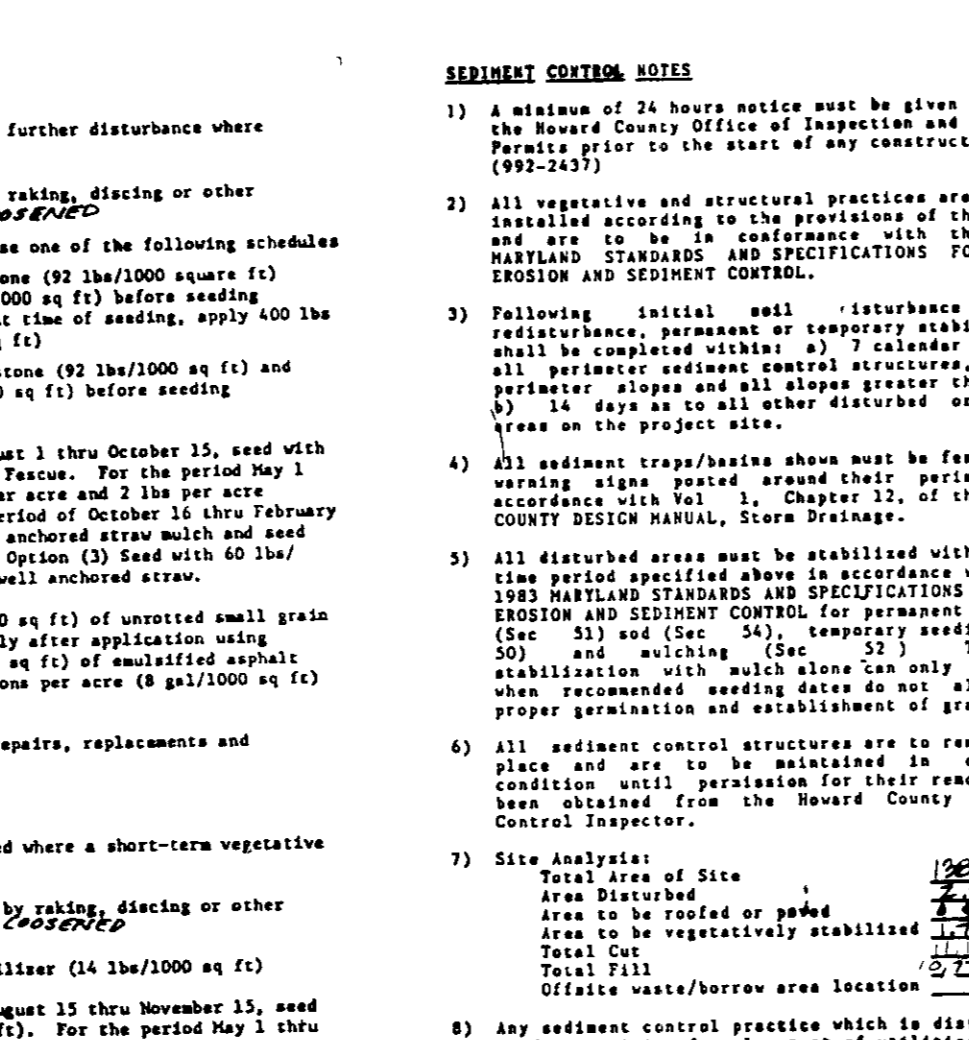 further disturbance where
raking, discing or other
OOSENED
se one of the following schedules
one (92 lbs/1000 square ft)
000 sq ft) before seeding
t time of seeding, apply 400 lbs
ft)
tone (92 lbs/1000 sq ft) and
0 sq ft) before seeding
ust 1 thru October 15, seed with
Fescue. For the period May 1
er acre and 2 lbs per acre
eriod of October 16 thru February
anchored straw mulch and seed
Option (3) Seed with 60 lbs/
well anchored straw.
0 sq ft) of unrotted small grain
ly after application using
sq ft) of emulsified asphalt
ons per acre (8 gal/1000 sq ft)
epairs, replacements and
ed where a short-term vegetative
by raking, discing or other
LOOSENED
ilizer (14 lbs/1000 sq ft)
ugust 15 thru November 15, seed
ft). For the period May 1 thru
SEDIMENT CONTROL NOTES
1) A minimum of 24 hours notice must be given
the Howard County Office of Inspection and
Permits prior to the start of any construct
(992-2437)
2) All vegetative and structural practices are
installed according to the provisions of th
and are to be in conformance with th
MARYLAND STANDARDS AND SPECIFICATIONS FO
EROSION AND SEDIMENT CONTROL.
3) Following initial soil isturbance
redisturbance, permanent or temporary stabi
shall be completed within: a) 7 calendar
all perimeter sediment control structures,
perimeter slopes and all slopes greater th
b) 14 days as to all other disturbed or
areas on the project site.
4) All sediment traps/basins shown must be fen
warning signs posted around their perim
accordance with Vol 1, Chapter 12, of th
COUNTY DESIGN MANUAL, Storm Drainage.
5) All disturbed areas must be stabilized with
time period specified above in accordance w
1983 MARYLAND STANDARDS AND SPECIFICATIONS
EROSION AND SEDIMENT CONTROL for permanent
(Sec 51) sod (Sec 54), temporary seedi
50) and mulching (Sec 52 ) T
stabilization with mulch alone can only
when recommended seeding dates do not al
proper germination and establishment of gra
6) All sediment control structures are to rem
place and are to be maintained in o
condition until permission for their remo
been obtained from the Howard County
Control Inspector.
7) Site Analysis:
Total Area of Site
Area Disturbed
Area to be roofed or paved
Area to be vegetatively stabilized 1.7
Total Cut
Total Fill
Offsite waste/borrow area location
8) Any sediment control practice which is dist